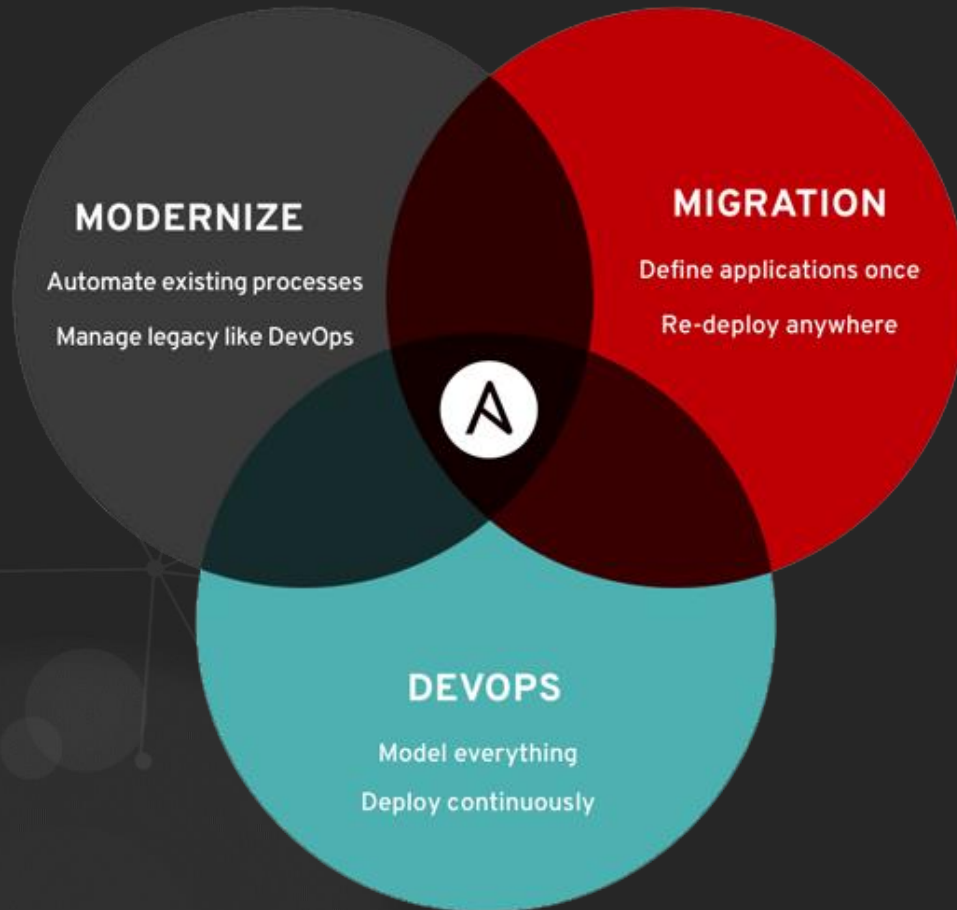 MODERNIZE
Automate existing processes
Manage legacy like DevOps
MIGRATION
Define applications once
Re-deploy anywhere
DEVOPS
Model everything
Deploy continuously